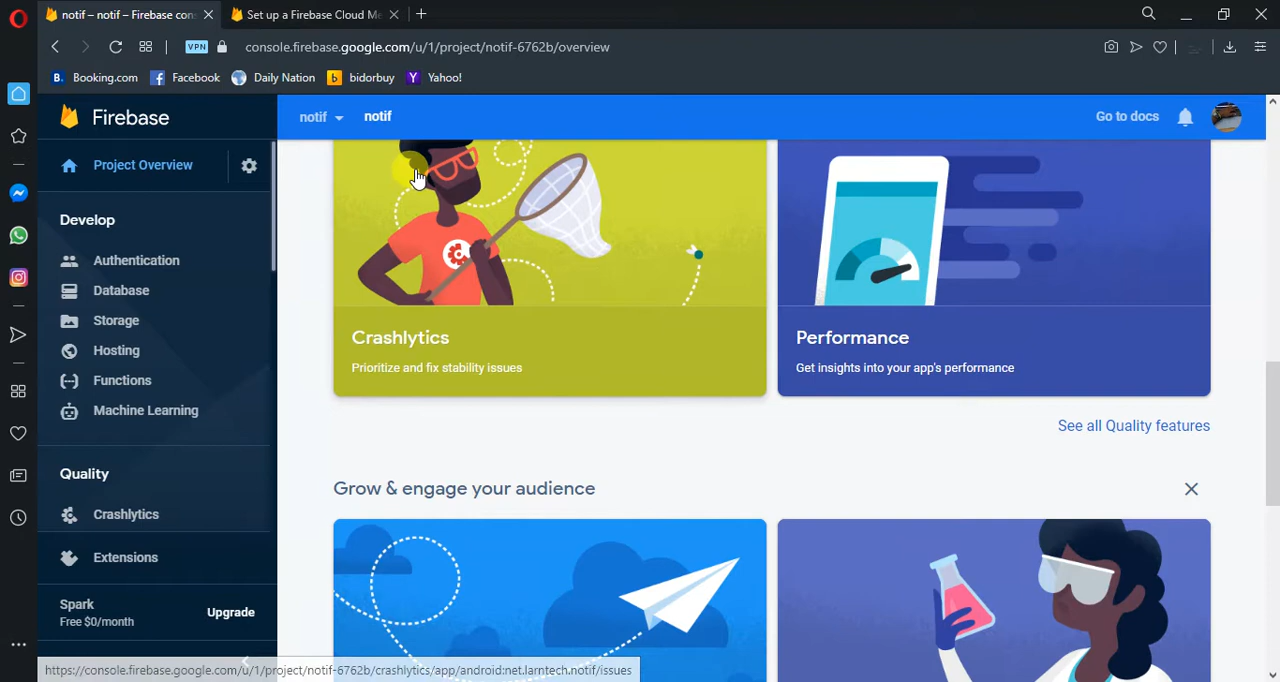 notif – notif – Firebase con
Set up a Firebase Cloud Me
VPN
console.firebase.google.com/u/1/project/notif-6762b/overview
B. Booking.com
Facebook
Daily Nation
b bidorbuy
Y Yahoo!
Firebase
notif
notif
Go to docs
Project Overview
Develop
Authentication
Database
Storage
Hosting
Functions
Machine Learning
Quality
Crashlytics
Extensions
Spark
Free $0/month
Upgrade
Crashlytics
Prioritize and fix stability issues
Performance
Get insights into your app's performance
See all Quality features
Grow & engage your audience
https://console.firebase.google.com/u/1/project/notif-6762b/crashlytics/app/android:net.larntech.notif/issues